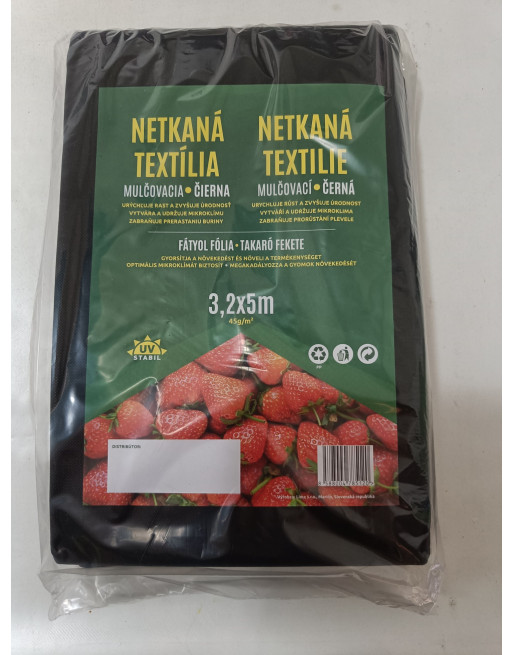 NETKANÁ
TEXTÍLIA
MULČOVACIA • ČIERNA
URÝCHĽUJE RAST A ZVYŠUJE ÚRODNOSŤ
VYTVÁRA A UDRŽUJE MIKROKLÍMU
ZABRAŇUJE PRERASTANIU BURINY
NETKANÁ
TEXTILIE
MULČOVACÍ • ČERNÁ
URYCHLUJE RŮST A ZVYŠUJE ÚRODNOST
VYTVÁŘÍ A UDRŽUJE MIKROKLIMA
ZABRAŇUJE PRORŮSTÁNÍ PLEVELE
FÁTYOL FÓLIA • TAKARÓ FEKETE
GYORSÍTJA A NÖVEKEDÉST ÉS NÖVELI A TERMÉKENYSÉGET
OPTIMÁLIS MIKROKLÍMÁT BIZTOSÍT • MEGAKADÁLYOZZA A GYOMOK NÖVEKEDÉSÉT
3,2x5m
45g/m²
UV
STABIL
DISTRIBÚTOR: